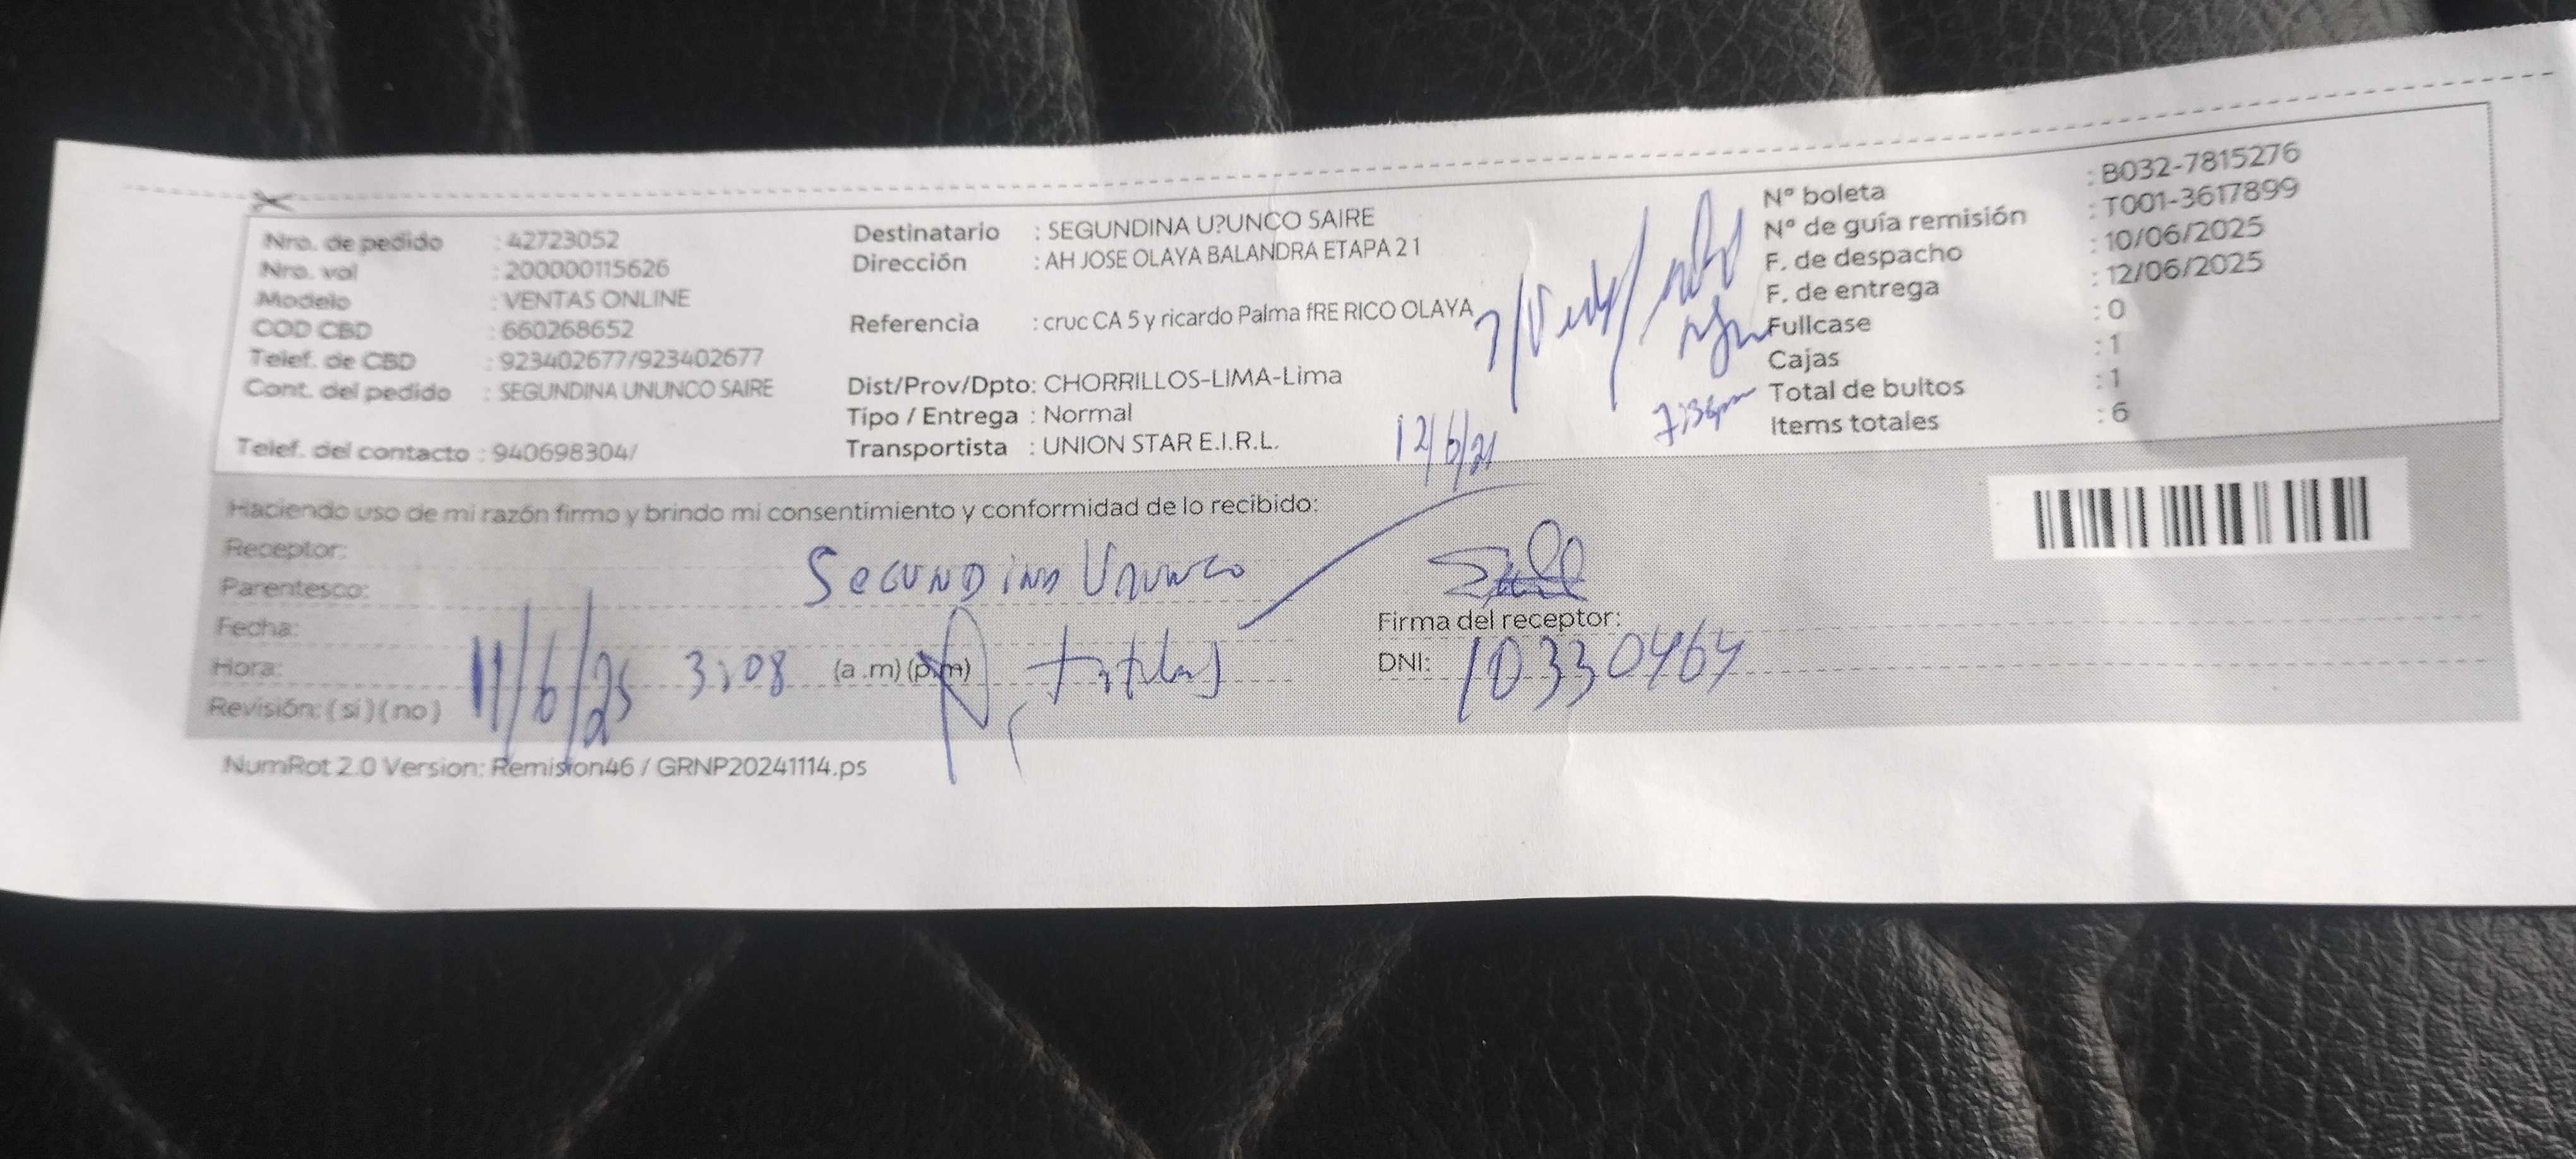 Nro. de pedido : 42723052
Nro. val : 200000115626
Modelo : VENTAS ONLINE
COD CBD : 660268652
Telef. de CBD : 923402677/923402677
Cont. del pedido : SEGUNDINA UNUNCO SAIRE
Telef. del contacto : 940698304/
Destinatario : SEGUNDINA U?UNCO SAIRE
Dirección : AH JOSE OLAYA BALANDRA ETAPA 21
Referencia : cruc CA 5 y ricardo Palma fRE RICO OLAYA
Dist/Prov/Dpto: CHORRILLOS-LIMA-Lima
Tipo / Entrega : Normal
Transportista : UNION STAR E.I.R.L.
N° boleta : B032-7815276
N° de guía remisión : T001-3617899
F. de despacho : 10/06/2025
F. de entrega : 12/06/2025
Fullcase : 0
Cajas : 1
Total de bultos : 1
Items totales : 6
7:36pm
12/6/21
Haciendo uso de mi razón firmo y brindo mi consentimiento y conformidad de lo recibido:
Receptor:
Parentesco: Segundina Ununco
Fecha:
Hora: 11/6/25 3:08 (a.m) (p.m)
Revisión: (si) (no)
Firma del receptor:
DNI: 10330464
NumRot 2.0 Version: Remision46 / GRNP20241114.ps